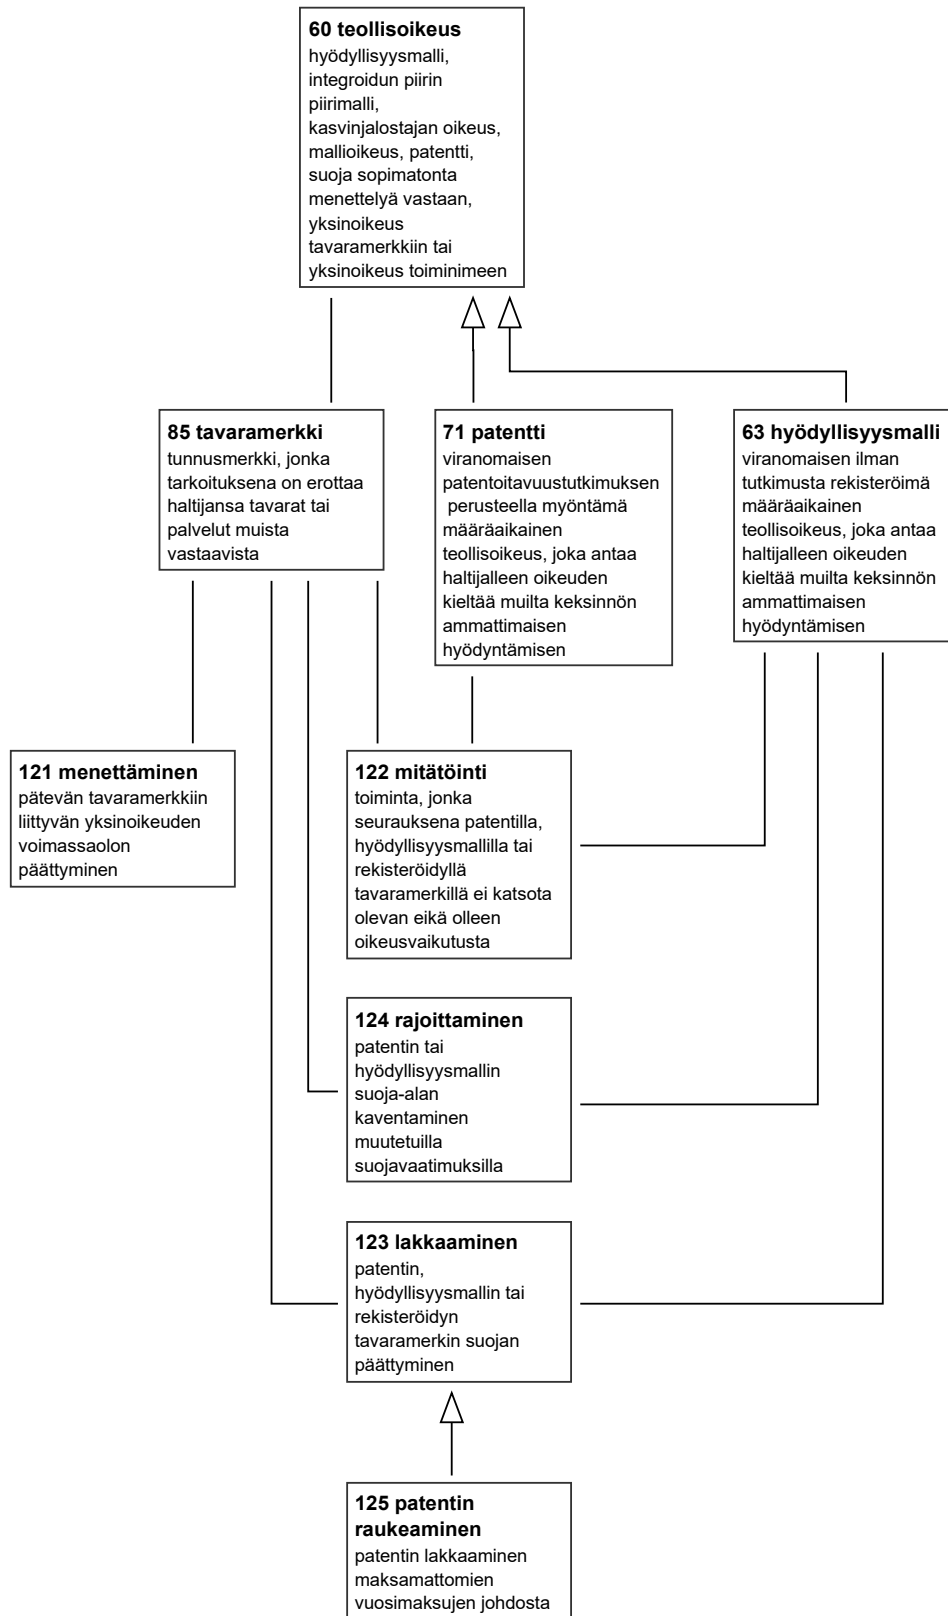 60 teollisoikeus
hyödyllisyysmalli,
integroidun piirin
piirimalli,
kasvinjalostajan oikeus,
mallioikeus, patentti,
suoja sopimatonta
menettelyä vastaan,
yksinoikeus
tavaramerkkiin tai
yksinoikeus toiminimeen
85 tavaramerkki
tunnusmerkki, jonka
tarkoituksena on erottaa
haltijansa tavarat tai
palvelut muista
vastaavista
71 patentti
viranomaisen
patentoitavuustutkimuksen
perusteella myöntämä
määräaikainen
teollisoikeus, joka antaa
haltijalleen oikeuden
kieltää muilta keksinnön
ammattimaisen
hyödyntämisen
63 hyödyllisyysmalli
viranomaisen ilman
tutkimusta rekisteröimä
määräaikainen
teollisoikeus, joka antaa
haltijalleen oikeuden
kieltää muilta keksinnön
ammattimaisen
hyödyntämisen
121 menettäminen
pätevän tavaramerkkiin
liittyvän yksinoikeuden
voimassaolon
päättyminen
122 mitätöinti
toiminta, jonka
seurauksena patentilla,
hyödyllisyysmallilla tai
rekisteröidyllä
tavaramerkillä ei katsota
olevan eikä olleen
oikeusvaikutusta
124 rajoittaminen
patentin tai
hyödyllisyysmallin
suoja-alan
kaventaminen
muutetuilla
suojavaatimuksilla
123 lakkaaminen
patentin,
hyödyllisyysmallin tai
rekisteröidyn
tavaramerkin suojan
päättyminen
125 patentin
raukeaminen
patentin lakkaaminen
maksamattomien
vuosimaksujen johdosta